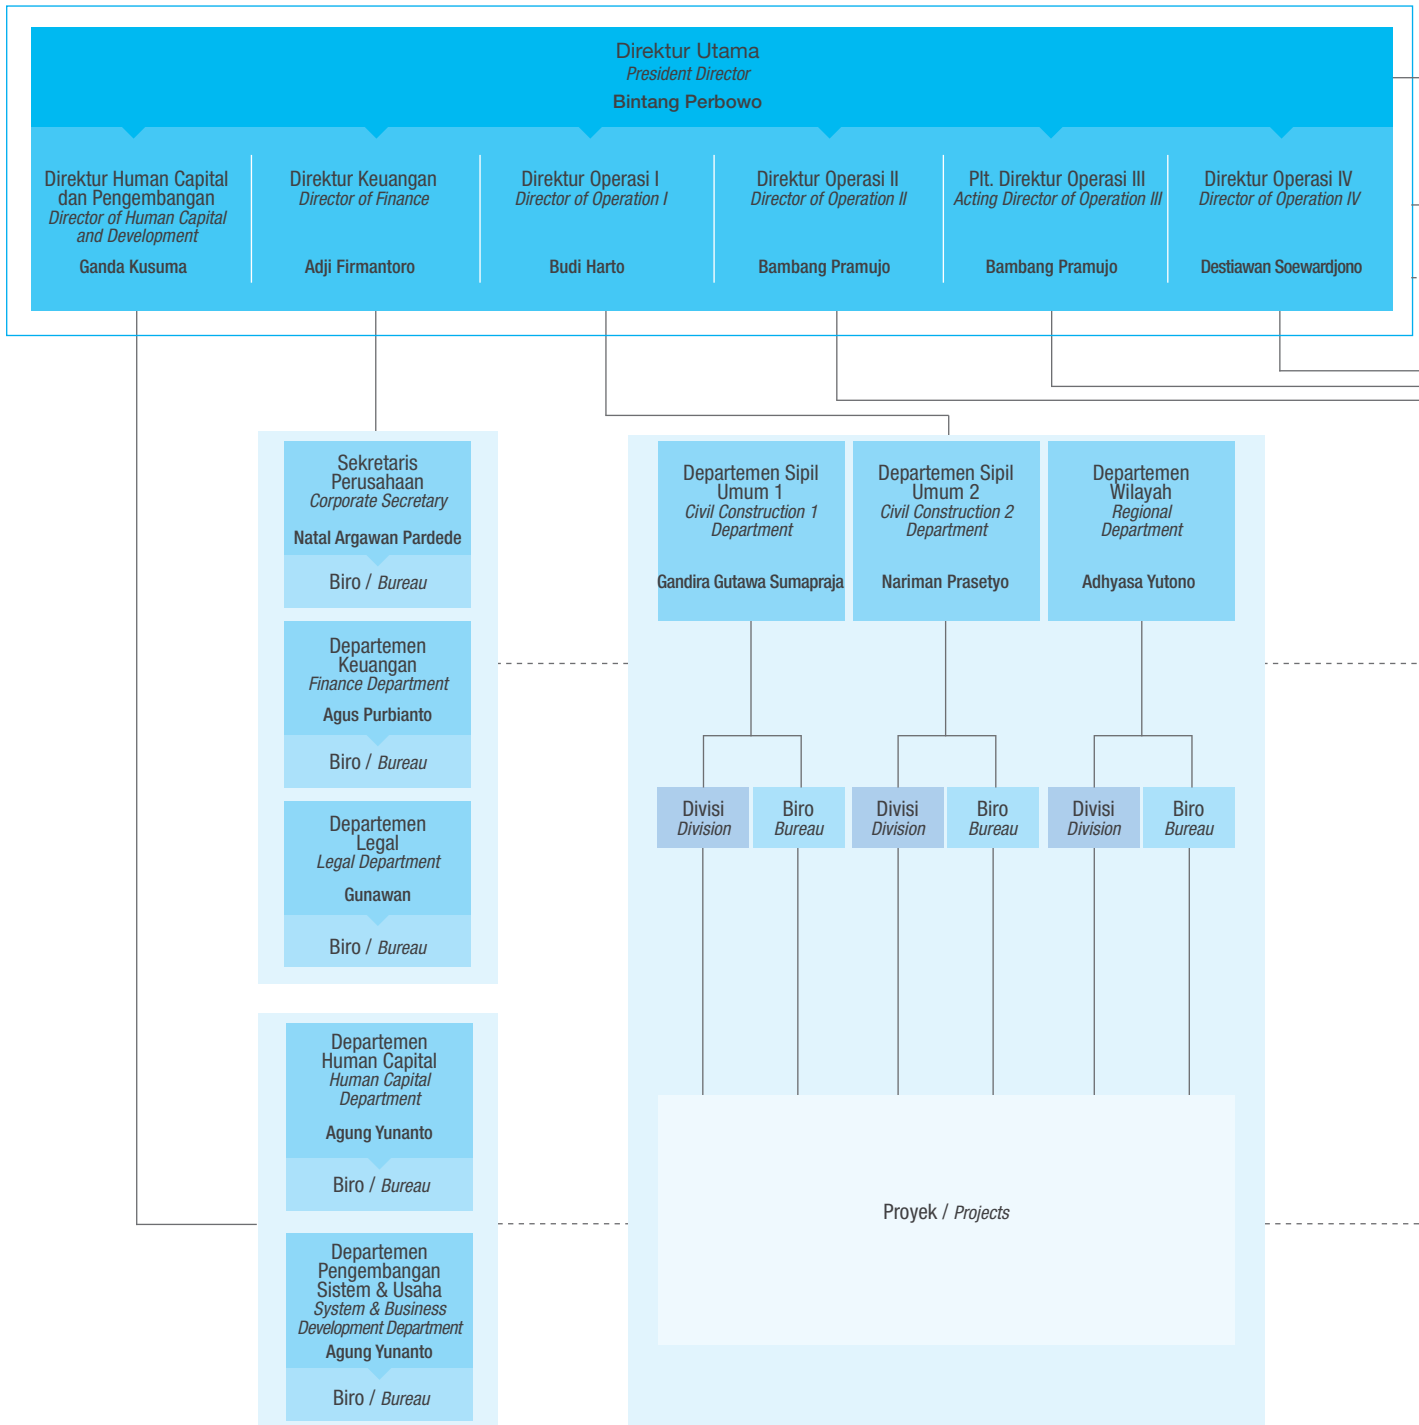 Direktur Utama
President Director
Bintang Perbowo
Direktur Human Capital
dan Pengembangan
Director of Human Capital
and Development
Ganda Kusuma
Direktur Keuangan
Director of Finance
Adji Firmantoro
Direktur Operasi I
Director of Operation I
Budi Harto
Direktur Operasi II
Director of Operation II
Bambang Pramujo
Plt. Direktur Operasi III
Acting Director of Operation III
Bambang Pramujo
Direktur Operasi IV
Director of Operation IV
Destiawan Soewardjono
Sekretaris
Perusahaan
Corporate Secretary
Natal Argawan Pardede
Biro / Bureau
Departemen
Keuangan
Finance Department
Agus Purbianto
Biro / Bureau
Departemen
Legal
Legal Department
Gunawan
Biro / Bureau
Departemen
Human Capital
Human Capital
Department
Agung Yunanto
Biro / Bureau
Departemen
Pengembangan
Sistem & Usaha
System & Business
Development Department
Agung Yunanto
Biro / Bureau
Departemen Sipil
Umum 1
Civil Construction 1
Department
Gandira Gutawa Sumapraja
Departemen Sipil
Umum 2
Civil Construction 2
Department
Nariman Prasetyo
Departemen
Wilayah
Regional
Department
Adhyasa Yutono
Divisi
Division
Biro
Bureau
Divisi
Division
Biro
Bureau
Divisi
Division
Biro
Bureau
Proyek / Projects